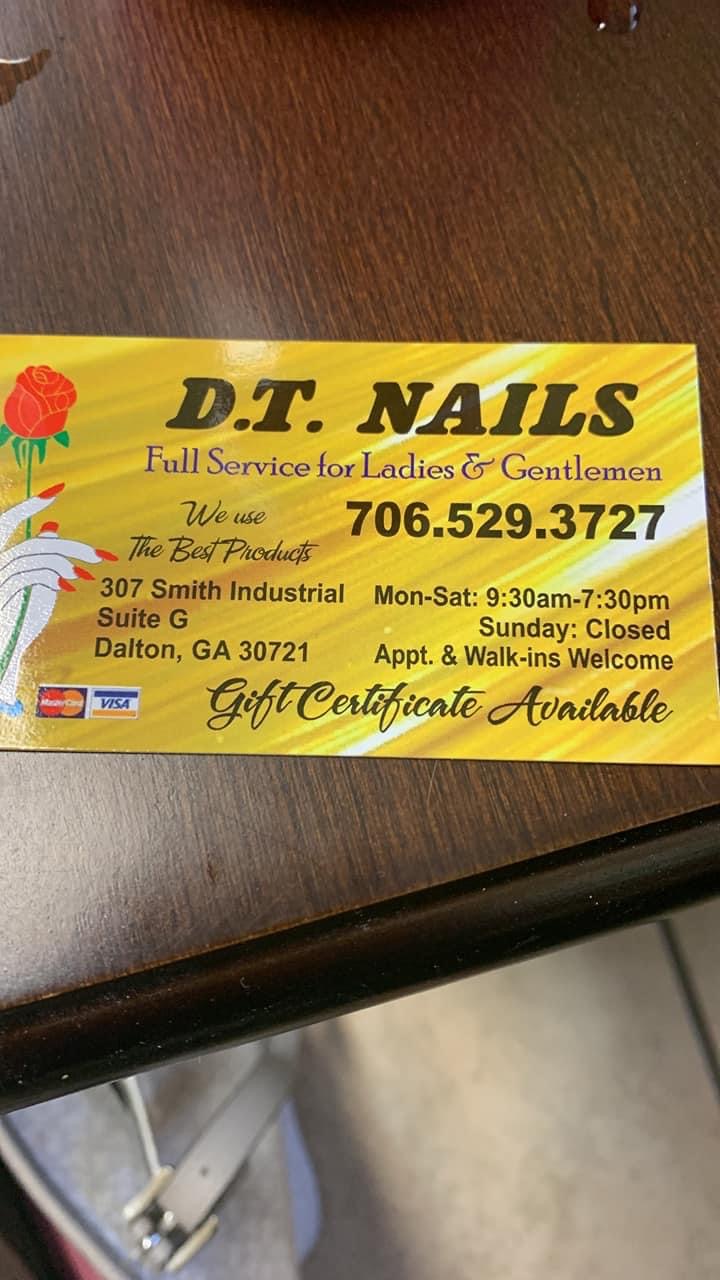 D.T. NAILS
Full Service for Ladies & Gentlemen
We use
The Best Products
706.529.3727
307 Smith Industrial
Suite G
Dalton, GA 30721
Mon-Sat: 9:30am-7:30pm
Sunday: Closed
Appt. & Walk-ins Welcome
MasterCard
VISA
Gift Certificate Available